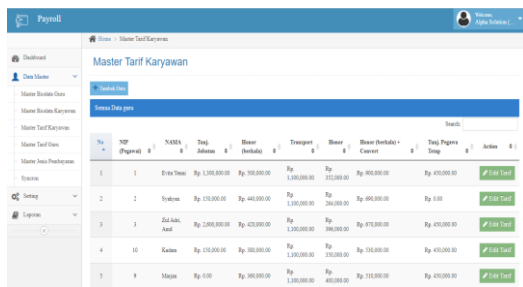 Payroll
Welcome,
Alpha Solution (...
Home > Master Tarif Karyawan
Dashboard
Data Master
Master Biodata Guru
Master Biodata Karyawan
Master Tarif Karyawan
Master Tarif Guru
Master Jenis Pembayaran
Syncron
Setting
Laporan
Master Tarif Karyawan
+ Tambah Data
Semua Data guru
Search:
No NIP (Pegawai) NAMA Tunj. Jabatan Honor (berkala) Transport Honor Honor (berkala) + Convert Tunj. Pegawa Tetap Action
1 1 Evita Rp. 1,300,000.00 Rp. 500,000.00 Rp. 1,100,000.00 Rp. 352,000.00 Rp. 900,000.00 Rp. 450,000.00 Edit Tarif
2 2 Syahyan Rp. 150,000.00 Rp. 440,000.00 Rp. 1,100,000.00 Rp. 264,000.00 Rp. 690,000.00 Rp. 0.00 Edit Tarif
3 3 Zul Adri, Rp. 2,600,000.00 Rp. 420,000.00 Rp. 1,100,000.00 Rp. 396,000.00 Rp. 670,000.00 Rp. 450,000.00 Edit Tarif
4 10 Rp. 150,000.00 Rp. 380,000.00 Rp. 1,100,000.00 Rp. 350,000.00 Rp. 530,000.00 Rp. 450,000.00 Edit Tarif
5 9 Marjan Rp. 0.00 Rp. 360,000.00 Rp. 1,100,000.00 Rp. 400,000.00 Rp. 510,000.00 Rp. 450,000.00 Edit Tarif